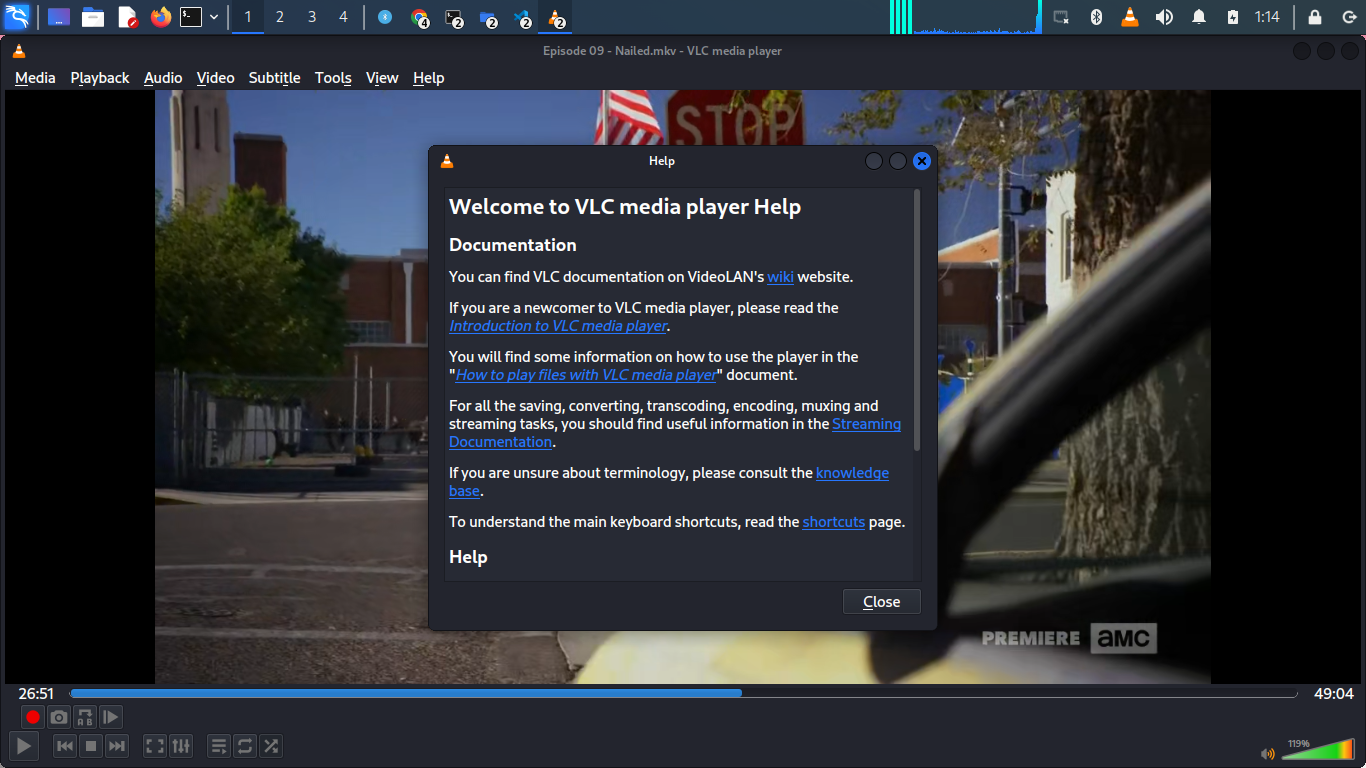 1 2 3 4 4 2 2 2 2 1:14
Episode 09 - Nailed.mkv - VLC media player
Media Playback Audio Video Subtitle Tools View Help
STOP
Help
Welcome to VLC media player Help
Documentation
You can find VLC documentation on VideoLAN's wiki website.
If you are a newcomer to VLC media player, please read the
Introduction to VLC media player.
You will find some information on how to use the player in the
"How to play files with VLC media player" document.
For all the saving, converting, transcoding, encoding, muxing and
streaming tasks, you should find useful information in the Streaming
Documentation.
If you are unsure about terminology, please consult the knowledge
base.
To understand the main keyboard shortcuts, read the shortcuts page.
Help
Close
PREMIERE amc
26:51 49:04
A B
119%